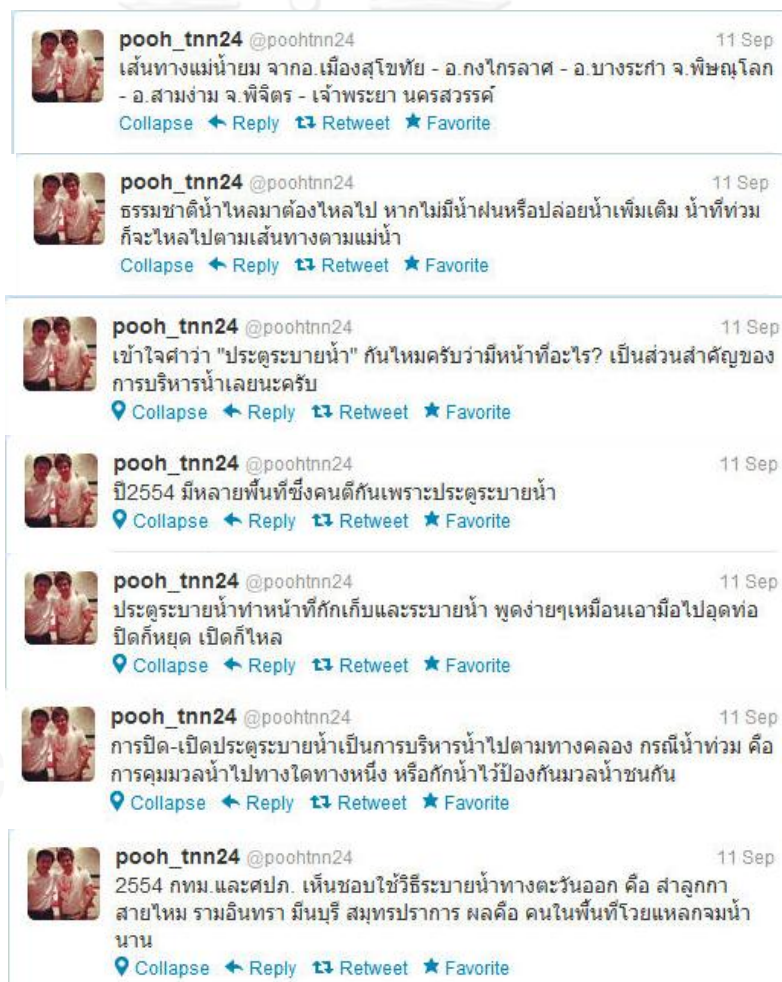 pooh_tnn24 @poohtnn24 11 Sep
เส้นทางแม่น้ำยม จากอ.เมืองสุโขทัย - อ.กงไกรลาศ - อ.บางระกำ จ.พิษณุโลก
- อ.สามง่าม จ.พิจิตร - เจ้าพระยา นครสวรรค์
Collapse Reply Retweet Favorite
pooh_tnn24 @poohtnn24 11 Sep
ธรรมชาติน้ำไหลมาต้องไหลไป หากไม่มีน้ำฝนหรือปล่อยน้ำเพิ่มเติม น้ำที่ท่วม
ก็จะไหลไปตามเส้นทางตามแม่น้ำ
Collapse Reply Retweet Favorite
pooh_tnn24 @poohtnn24 11 Sep
เข้าใจคำว่า "ประตูระบายน้ำ" กันไหมครับว่ามีหน้าที่อะไร? เป็นส่วนสำคัญของ
การบริหารน้ำเลยนะครับ
Collapse Reply Retweet Favorite
pooh_tnn24 @poohtnn24 11 Sep
ปี2554 มีหลายพื้นที่ซึ่งคนตีกันเพราะประตูระบายน้ำ
Collapse Reply Retweet Favorite
pooh_tnn24 @poohtnn24 11 Sep
ประตูระบายน้ำทำหน้าที่กักเก็บและระบายน้ำ พูดง่ายๆเหมือนเอามือไปอุดท่อ
ปิดก็หยุด เปิดก็ไหล
Collapse Reply Retweet Favorite
pooh_tnn24 @poohtnn24 11 Sep
การปิด-เปิดประตูระบายน้ำเป็นการบริหารน้ำไปตามทางคลอง กรณีน้ำท่วม คือ
การคุมมวลน้ำไปทางใดทางหนึ่ง หรือกักน้ำไว้ป้องกันมวลน้ำชนกัน
Collapse Reply Retweet Favorite
pooh_tnn24 @poohtnn24 11 Sep
2554 กทม.และศปภ. เห็นชอบใช้วิธีระบายน้ำทางตะวันออก คือ ลำลูกกา
สายไหม รามอินทรา มีนบุรี สมุทรปราการ ผลคือ คนในพื้นที่โวยแหลกจมน้ำ
นาน
Collapse Reply Retweet Favorite